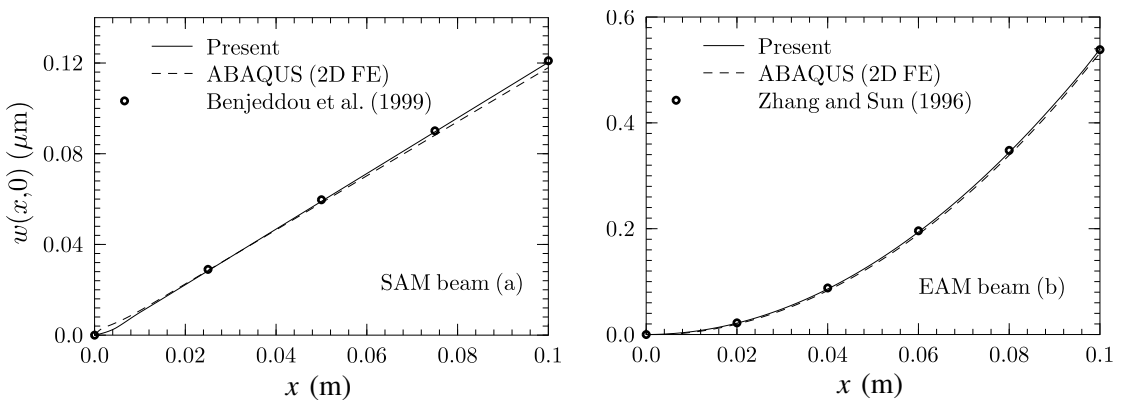 0.12
0.08
0.04
0.0
w(x,0) (μm)
Present
ABAQUS (2D FE)
Benjeddou et al. (1999)
SAM beam (a)
0.0 0.02 0.04 0.06 0.08 0.1
x (m)
0.6
0.4
0.2
0.0
Present
ABAQUS (2D FE)
Zhang and Sun (1996)
EAM beam (b)
0.0 0.02 0.04 0.06 0.08 0.1
x (m)